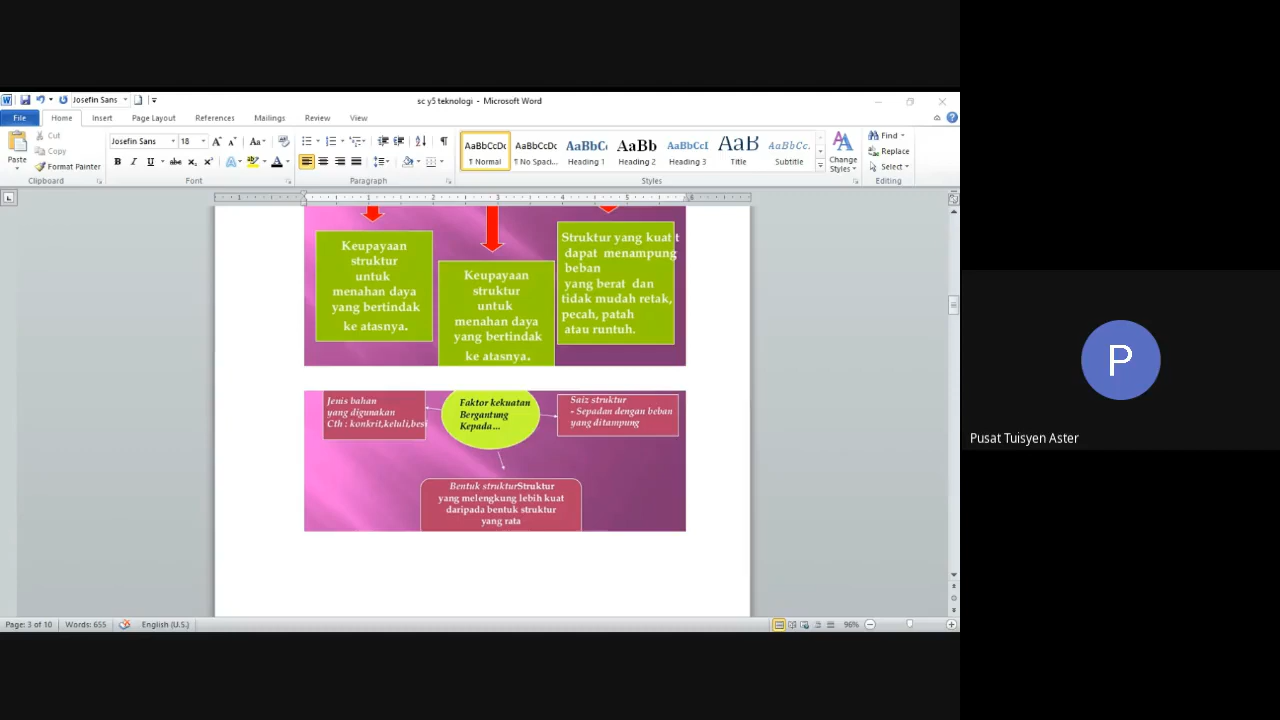 Josefin Sans
sc y5 teknologi - Microsoft Word
File Home Insert Page Layout References Mailings Review View
Paste
Cut
Copy
Format Painter
Clipboard
Josefin Sans 18
Font
Paragraph
AaBbCcDc AaBbCcDc AaBbC AaBb AaBbCcI AaB AaBbCc.
¶ Normal ¶ No Spaci... Heading 1 Heading 2 Heading 3 Title Subtitle
Styles
Change
Styles
Find
Replace
Select
Editing
Keupayaan
struktur
untuk
menahan daya
yang bertindak
ke atasnya.
Keupayaan
struktur
untuk
menahan daya
yang bertindak
ke atasnya.
Struktur yang kuat t
dapat menampung
beban
yang berat dan
tidak mudah retak,
pecah, patah
atau runtuh.
Jenis bahan
yang digunakan
Cth : konkrit,keluli,besi
Faktor kekuatan
Bergantung
Kepada...
Saiz struktur
- Sepadan dengan beban
yang ditampung
Bentuk strukturStruktur
yang melengkung lebih kuat
daripada bentuk struktur
yang rata
Page: 3 of 10 Words: 655 English (U.S.) 96%
P
Pusat Tuisyen Aster